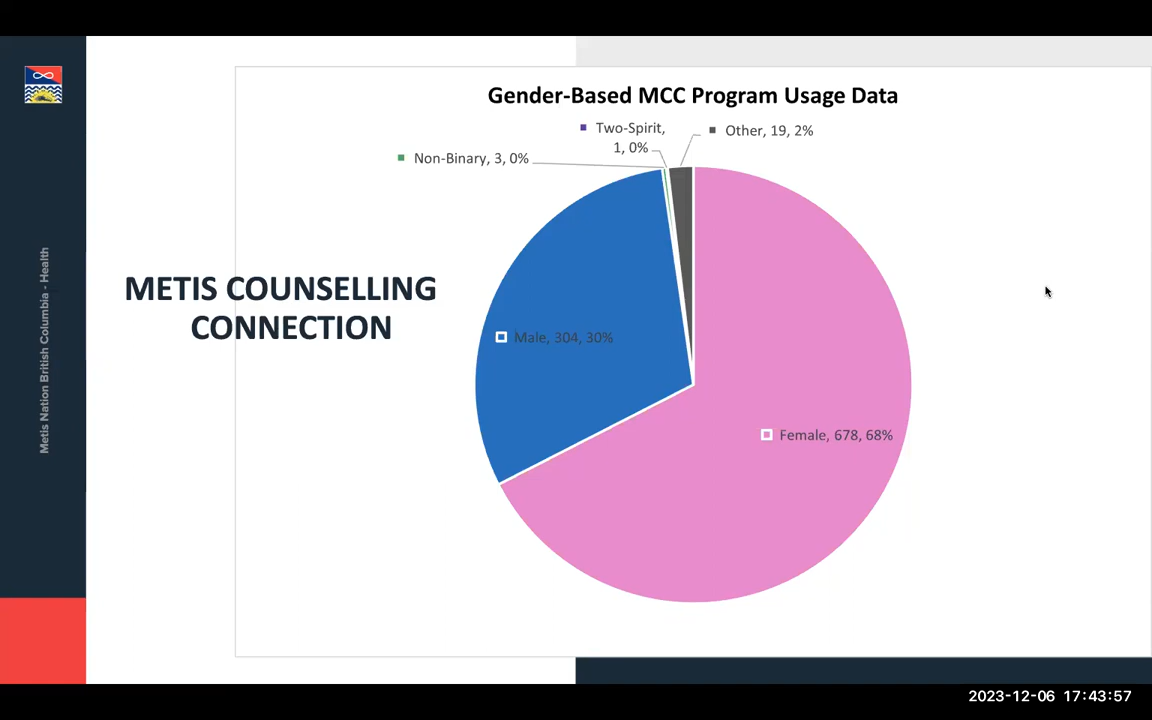 Gender-Based MCC Program Usage Data
Two-Spirit,
1, 0%
Other, 19, 2%
Non-Binary, 3, 0%
METIS COUNSELLING
CONNECTION
Male, 304, 30%
Female, 678, 68%
Metis Nation British Columbia - Health
2023-12-06 17:43:57